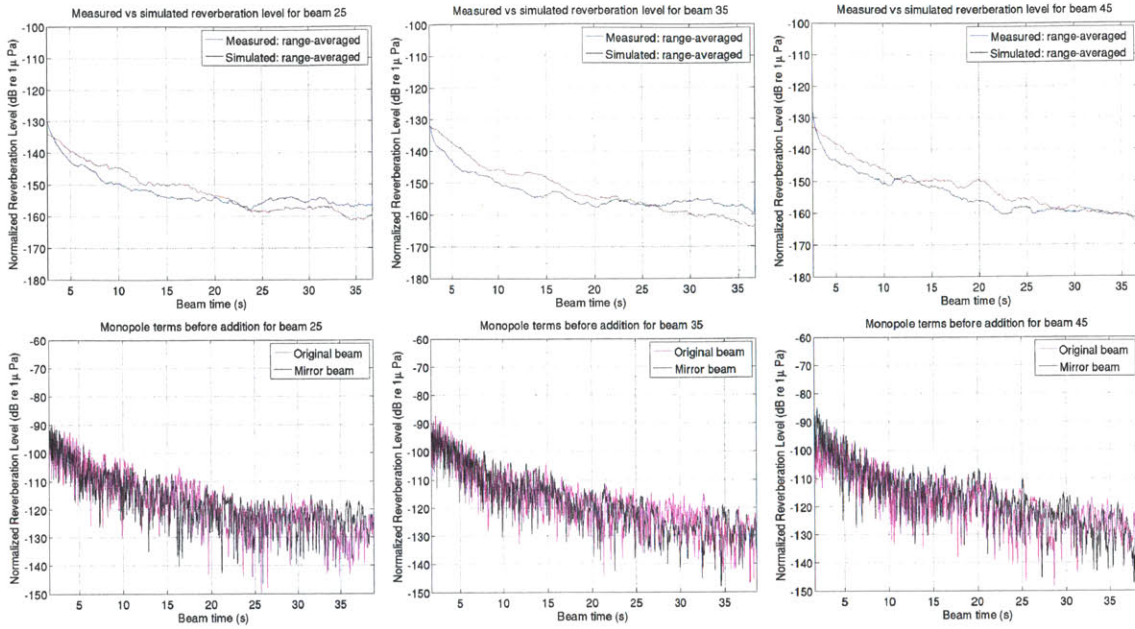 Measured vs simulated reverberation level for beam 25
Normalized Reverberation Level (dB re 1μ Pa)
Measured: range-averaged
Simulated: range-averaged
-100
-110
-120
-130
-140
-150
-160
-170
-180
5 10 15 20 25 30 35
Beam time (s)
Measured vs simulated reverberation level for beam 35
Normalized Reverberation Level (dB re 1μ Pa)
Measured: range-averaged
Simulated: range-averaged
-100
-110
-120
-130
-140
-150
-160
-170
-180
5 10 15 20 25 30 35
Beam time (s)
Measured vs simulated reverberation level for beam 45
Normalized Reverberation Level (dB re 1μ Pa)
Measured: range-averaged
Simulated: range-averaged
-100
-110
-120
-130
-140
-150
-160
-170
-180
5 10 15 20 25 30 35
Beam time (s)
Monopole terms before addition for beam 25
Normalized Reverberation Level (dB re 1μ Pa)
Original beam
Mirror beam
-60
-70
-80
-90
-100
-110
-120
-130
-140
-150
5 10 15 20 25 30 35
Beam time (s)
Monopole terms before addition for beam 35
Normalized Reverberation Level (dB re 1μ Pa)
Original beam
Mirror beam
-60
-70
-80
-90
-100
-110
-120
-130
-140
-150
5 10 15 20 25 30 35
Beam time (s)
Monopole terms before addition for beam 45
Normalized Reverberation Level (dB re 1μ Pa)
Original beam
Mirror beam
-60
-70
-80
-90
-100
-110
-120
-130
-140
-150
5 10 15 20 25 30 35
Beam time (s)